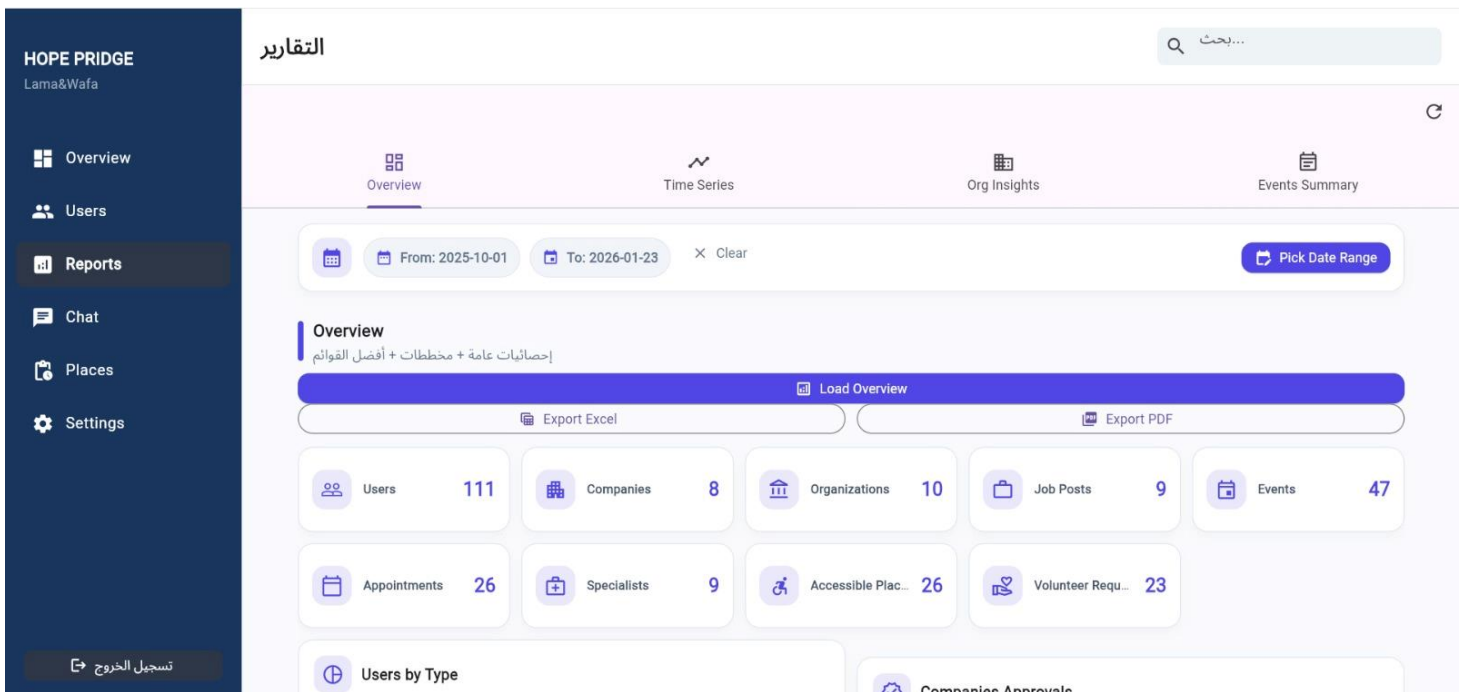 HOPE PRIDGE
Lama&Wafa
Overview
Users
Reports
Chat
Places
Settings
تسجيل الخروج
التقارير
بحث...
Overview
Time Series
Org Insights
Events Summary
From: 2025-10-01
To: 2026-01-23
Clear
Pick Date Range
Overview
إحصائيات عامة + مخططات + أفضل القوائم
Load Overview
Export Excel
Export PDF
Users 111
Companies 8
Organizations 10
Job Posts 9
Events 47
Appointments 26
Specialists 9
Accessible Plac... 26
Volunteer Requ... 23
Users by Type
Companies Approvals